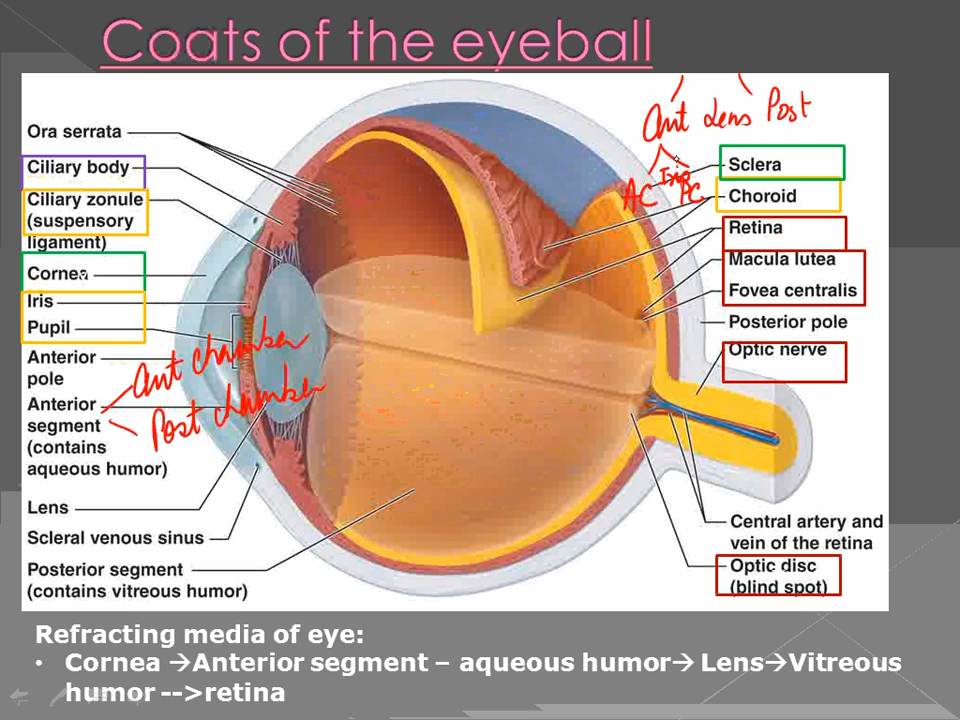 Coats of the eyeball
Ora serrata
Ciliary body
Ciliary zonule
(suspensory
ligament)
Cornea
Iris
Pupil
Anterior
pole
Anterior
segment
(contains
aqueous humor)
Lens
Scleral venous sinus
Posterior segment
(contains vitreous humor)
Ant chamber
Post chamber
Ant Lens Post
AC Iris PC
Sclera
Choroid
Retina
Macula lutea
Fovea centralis
Posterior pole
Optic nerve
Central artery and
vein of the retina
Optic disc
(blind spot)
Refracting media of eye:
• Cornea →Anterior segment – aqueous humor→ Lens→Vitreous
humor -->retina